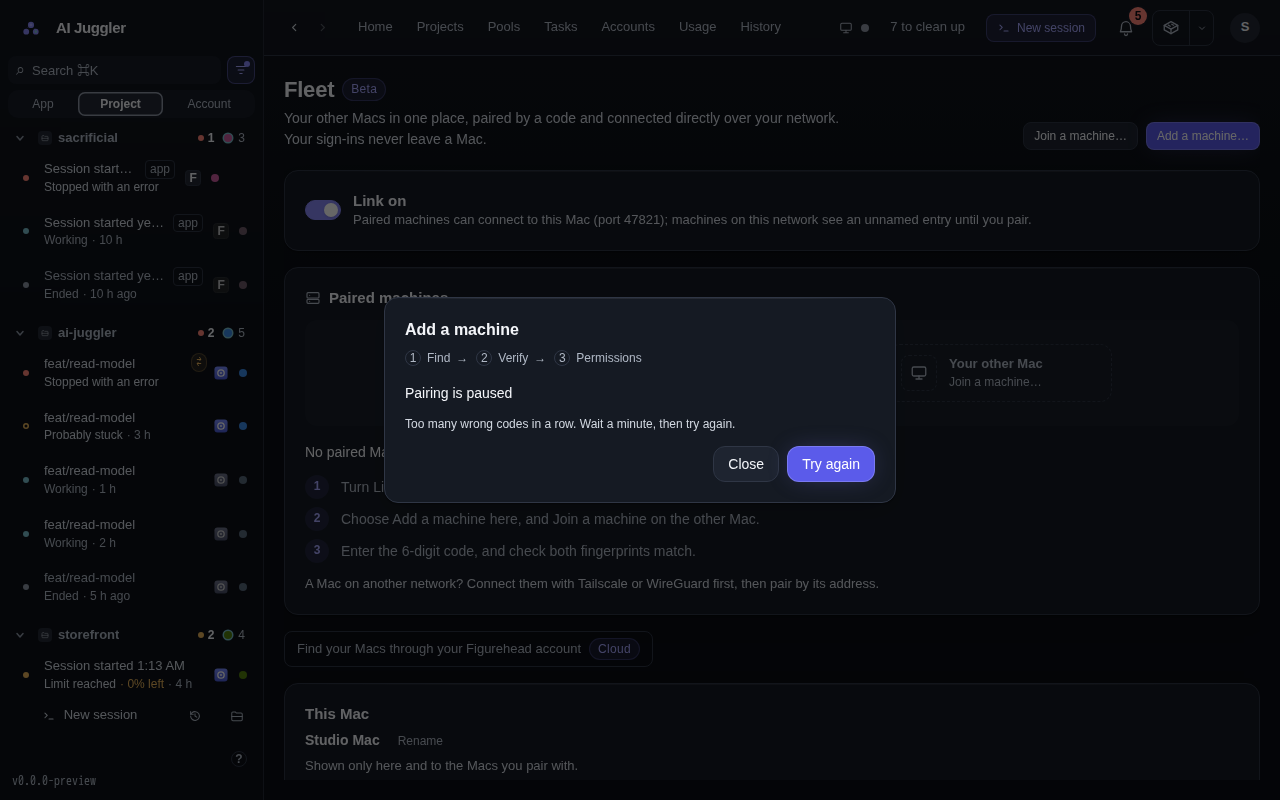 AI Juggler
Search ⌘K
App Project Account
sacrificial 1 3
Session start… app F
Stopped with an error
Session started ye… app F
Working · 10 h
Session started ye… app F
Ended · 10 h ago
ai-juggler 2 5
feat/read-model
Stopped with an error
feat/read-model
Probably stuck · 3 h
feat/read-model
Working · 1 h
feat/read-model
Working · 2 h
feat/read-model
Ended · 5 h ago
storefront 2 4
Session started 1:13 AM
Limit reached · 0% left · 4 h
New session
?
v0.0.0-preview
Home Projects Pools Tasks Accounts Usage History 7 to clean up New session 5 S
Fleet Beta
Your other Macs in one place, paired by a code and connected directly over your network.
Your sign-ins never leave a Mac.
Join a machine… Add a machine…
Link on
Paired machines can connect to this Mac (port 47821); machines on this network see an unnamed entry until you pair.
Paired machines
Your other Mac
Join a machine…
Add a machine
1 Find → 2 Verify → 3 Permissions
Pairing is paused
Too many wrong codes in a row. Wait a minute, then try again.
Close Try again
No paired Ma
1 Turn Li
2 Choose Add a machine here, and Join a machine on the other Mac.
3 Enter the 6-digit code, and check both fingerprints match.
A Mac on another network? Connect them with Tailscale or WireGuard first, then pair by its address.
Find your Macs through your Figurehead account Cloud
This Mac
Studio Mac Rename
Shown only here and to the Macs you pair with.